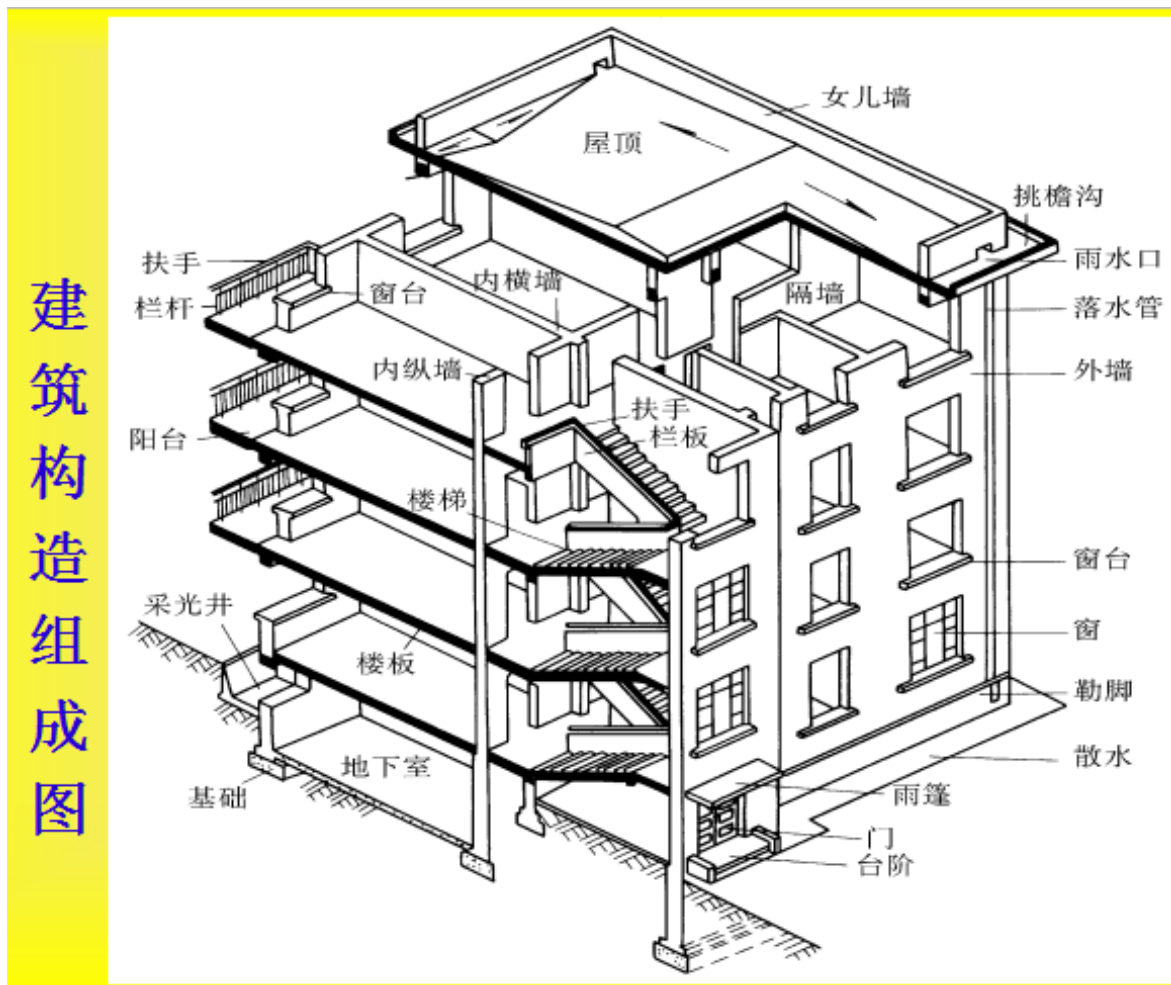 建筑构造组成图
女儿墙
屋顶
挑檐沟
扶手
雨水口
内横墙
窗台
隔墙
栏杆
落水管
内纵墙
外墙
扶手
阳台
栏板
楼梯
窗台
采光井
窗
楼板
勒脚
地下室
散水
基础
雨篷
门
台阶